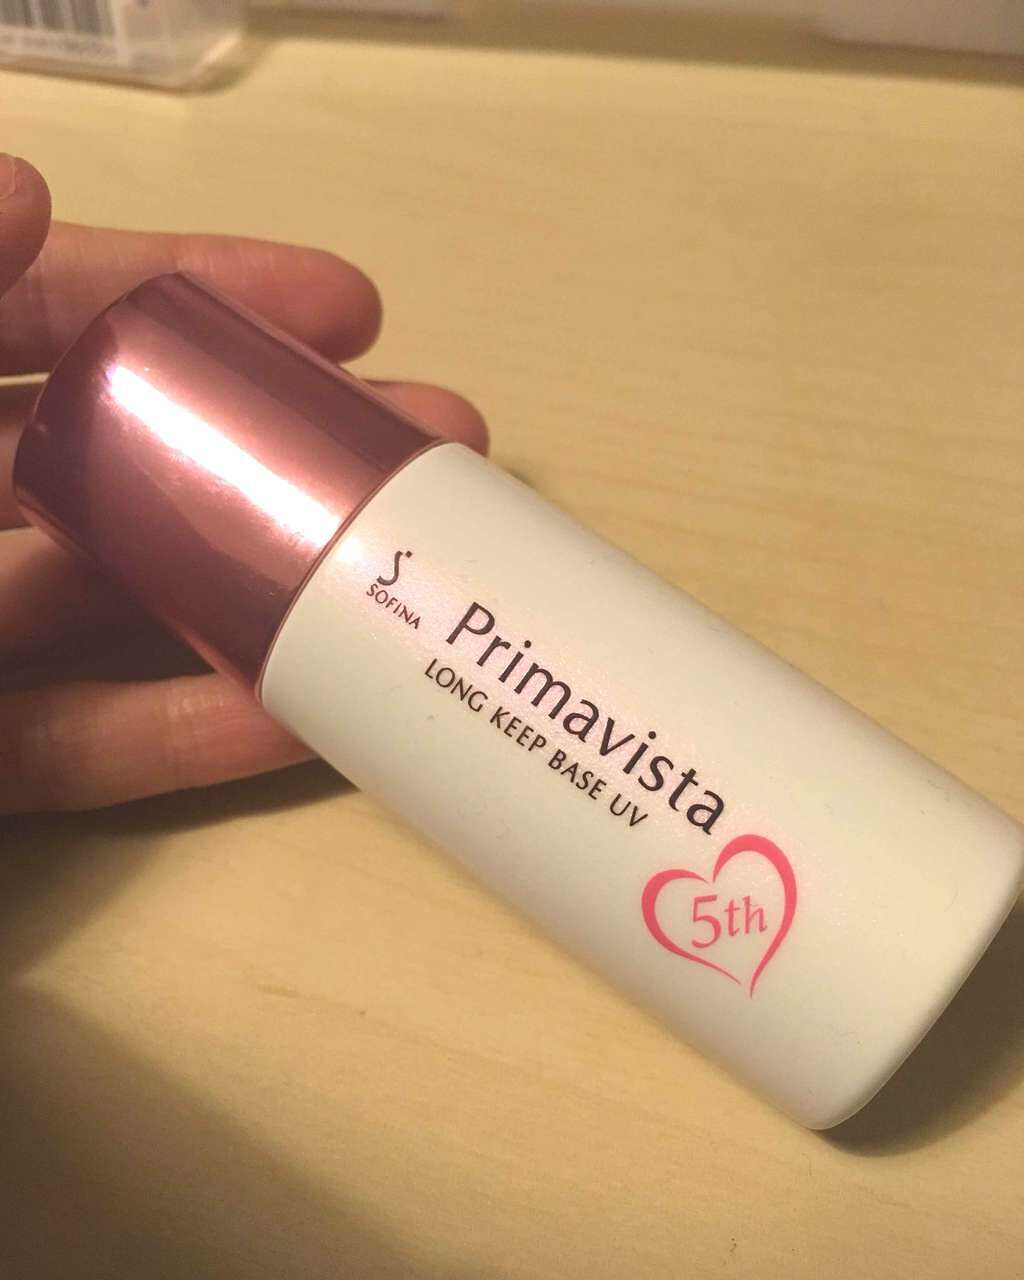 S
SOFINA
Primavista
LONG KEEP BASE UV
5th